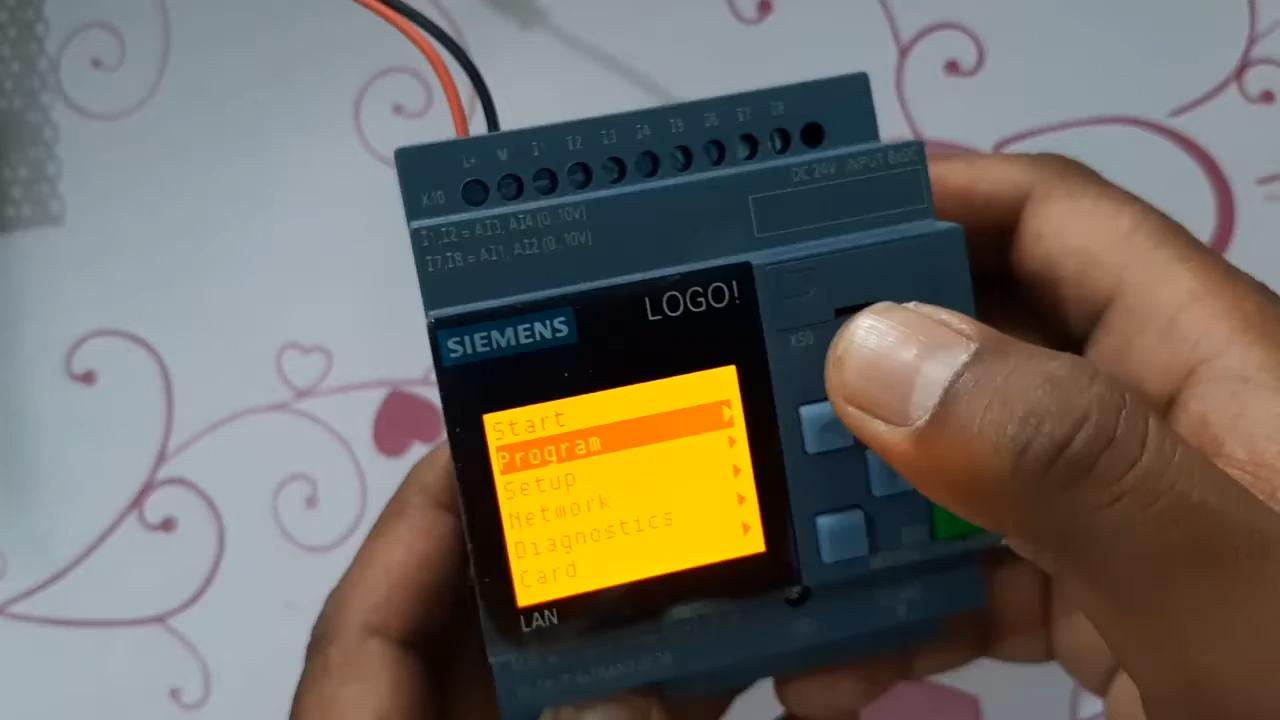 L+ M I1 I2 I3 I4 I5 I6 I7 I8
X10
DC 24V INPUT 8xDC
I1,I2 = AI3, AI4 (0..10V)
I7,I8 = AI1, AI2 (0..10V)
LOGO!
SIEMENS
X50
Start
Program
Setup
Network
Diagnostics
Card
LAN